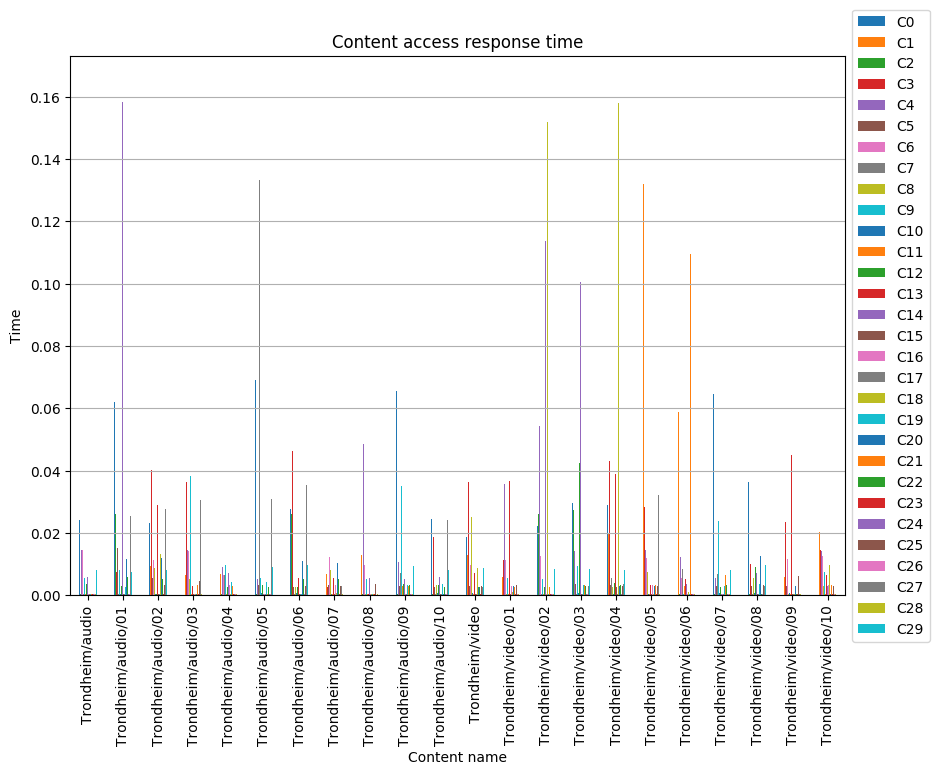 Content access response time
Time
0.16
0.14
0.12
0.10
0.08
0.06
0.04
0.02
0.00
Trondheim/audio
Trondheim/audio/01
Trondheim/audio/02
Trondheim/audio/03
Trondheim/audio/04
Trondheim/audio/05
Trondheim/audio/06
Trondheim/audio/07
Trondheim/audio/08
Trondheim/audio/09
Trondheim/audio/10
Trondheim/video
Trondheim/video/01
Trondheim/video/02
Trondheim/video/03
Trondheim/video/04
Trondheim/video/05
Trondheim/video/06
Trondheim/video/07
Trondheim/video/08
Trondheim/video/09
Trondheim/video/10
Content name
C0
C1
C2
C3
C4
C5
C6
C7
C8
C9
C10
C11
C12
C13
C14
C15
C16
C17
C18
C19
C20
C21
C22
C23
C24
C25
C26
C27
C28
C29